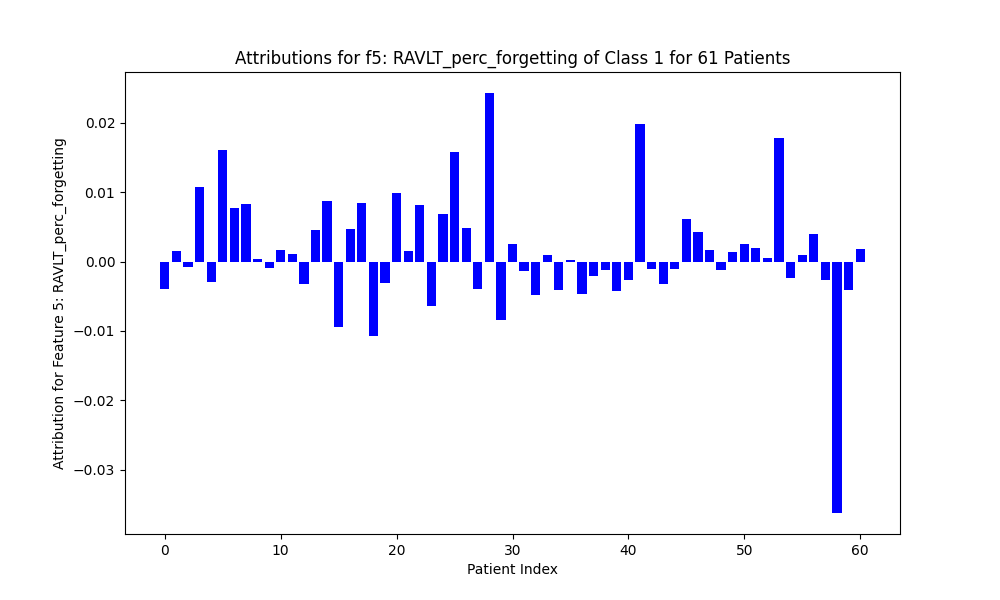 Attributions for f5: RAVLT_perc_forgetting of Class 1 for 61 Patients
Attribution for Feature 5: RAVLT_perc_forgetting
0.02
0.01
0.00
−0.01
−0.02
−0.03
0 10 20 30 40 50 60
Patient Index